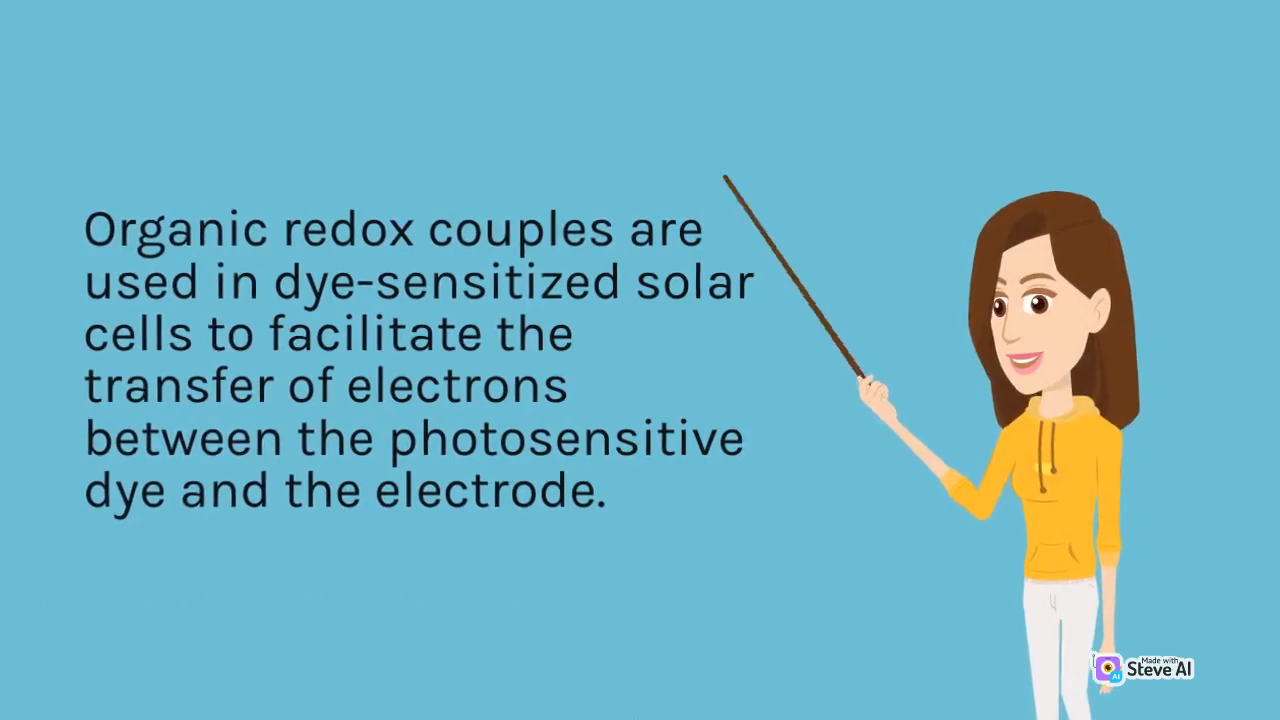 Organic redox couples are
used in dye-sensitized solar
cells to facilitate the
transfer of electrons
between the photosensitive
dye and the electrode.
Made with
Steve AI
AI